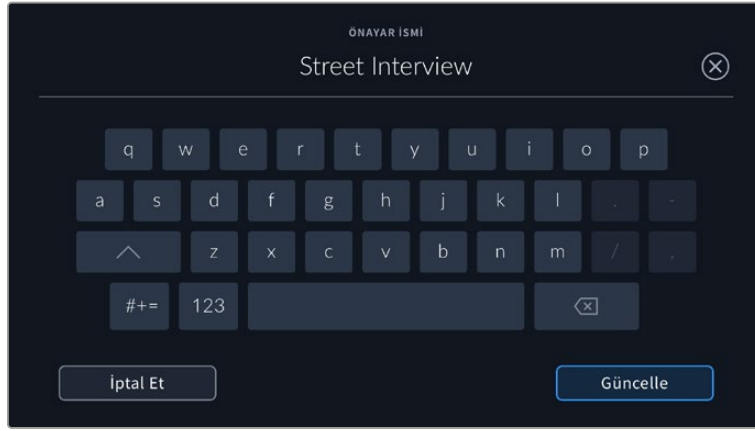 ÖNAYAR İSMİ
Street Interview
q w e r t y u i o p
a s d f g h j k l . -
z x c v b n m / ,
#+= 123
İptal Et Güncelle